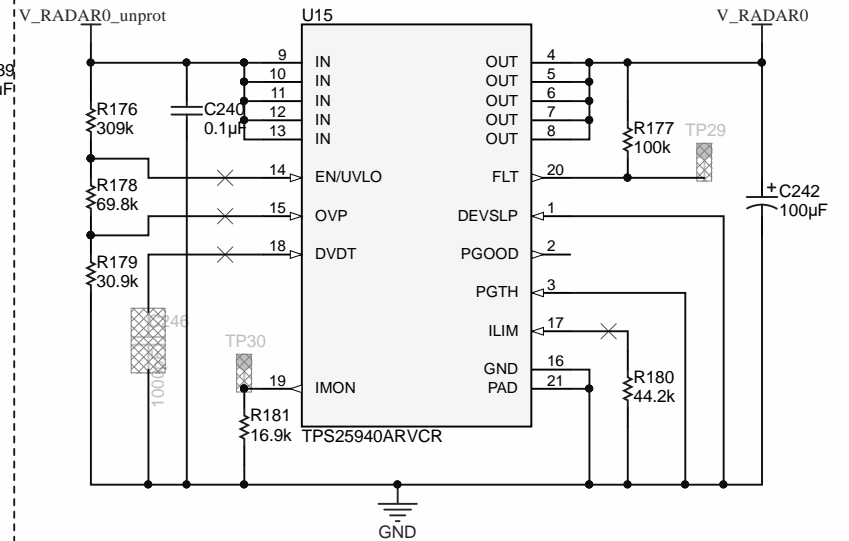 V_RADAR0_unprot
U15
V_RADAR0
39
µF
9
IN
OUT
4
10
IN
OUT
5
11
IN
OUT
6
12
IN
OUT
7
13
IN
OUT
8
R176
309k
C240
0.1µF
R177
100k
TP29
14
EN/UVLO
FLT
20
R178
69.8k
15
OVP
DEVSLP
1
C242
100µF
+
18
DVDT
PGOOD
2
R179
30.9k
PGTH
3
TP30
ILIM
17
GND
16
19
IMON
PAD
21
R180
44.2k
R181
16.9k
TPS25940ARVCR
GND